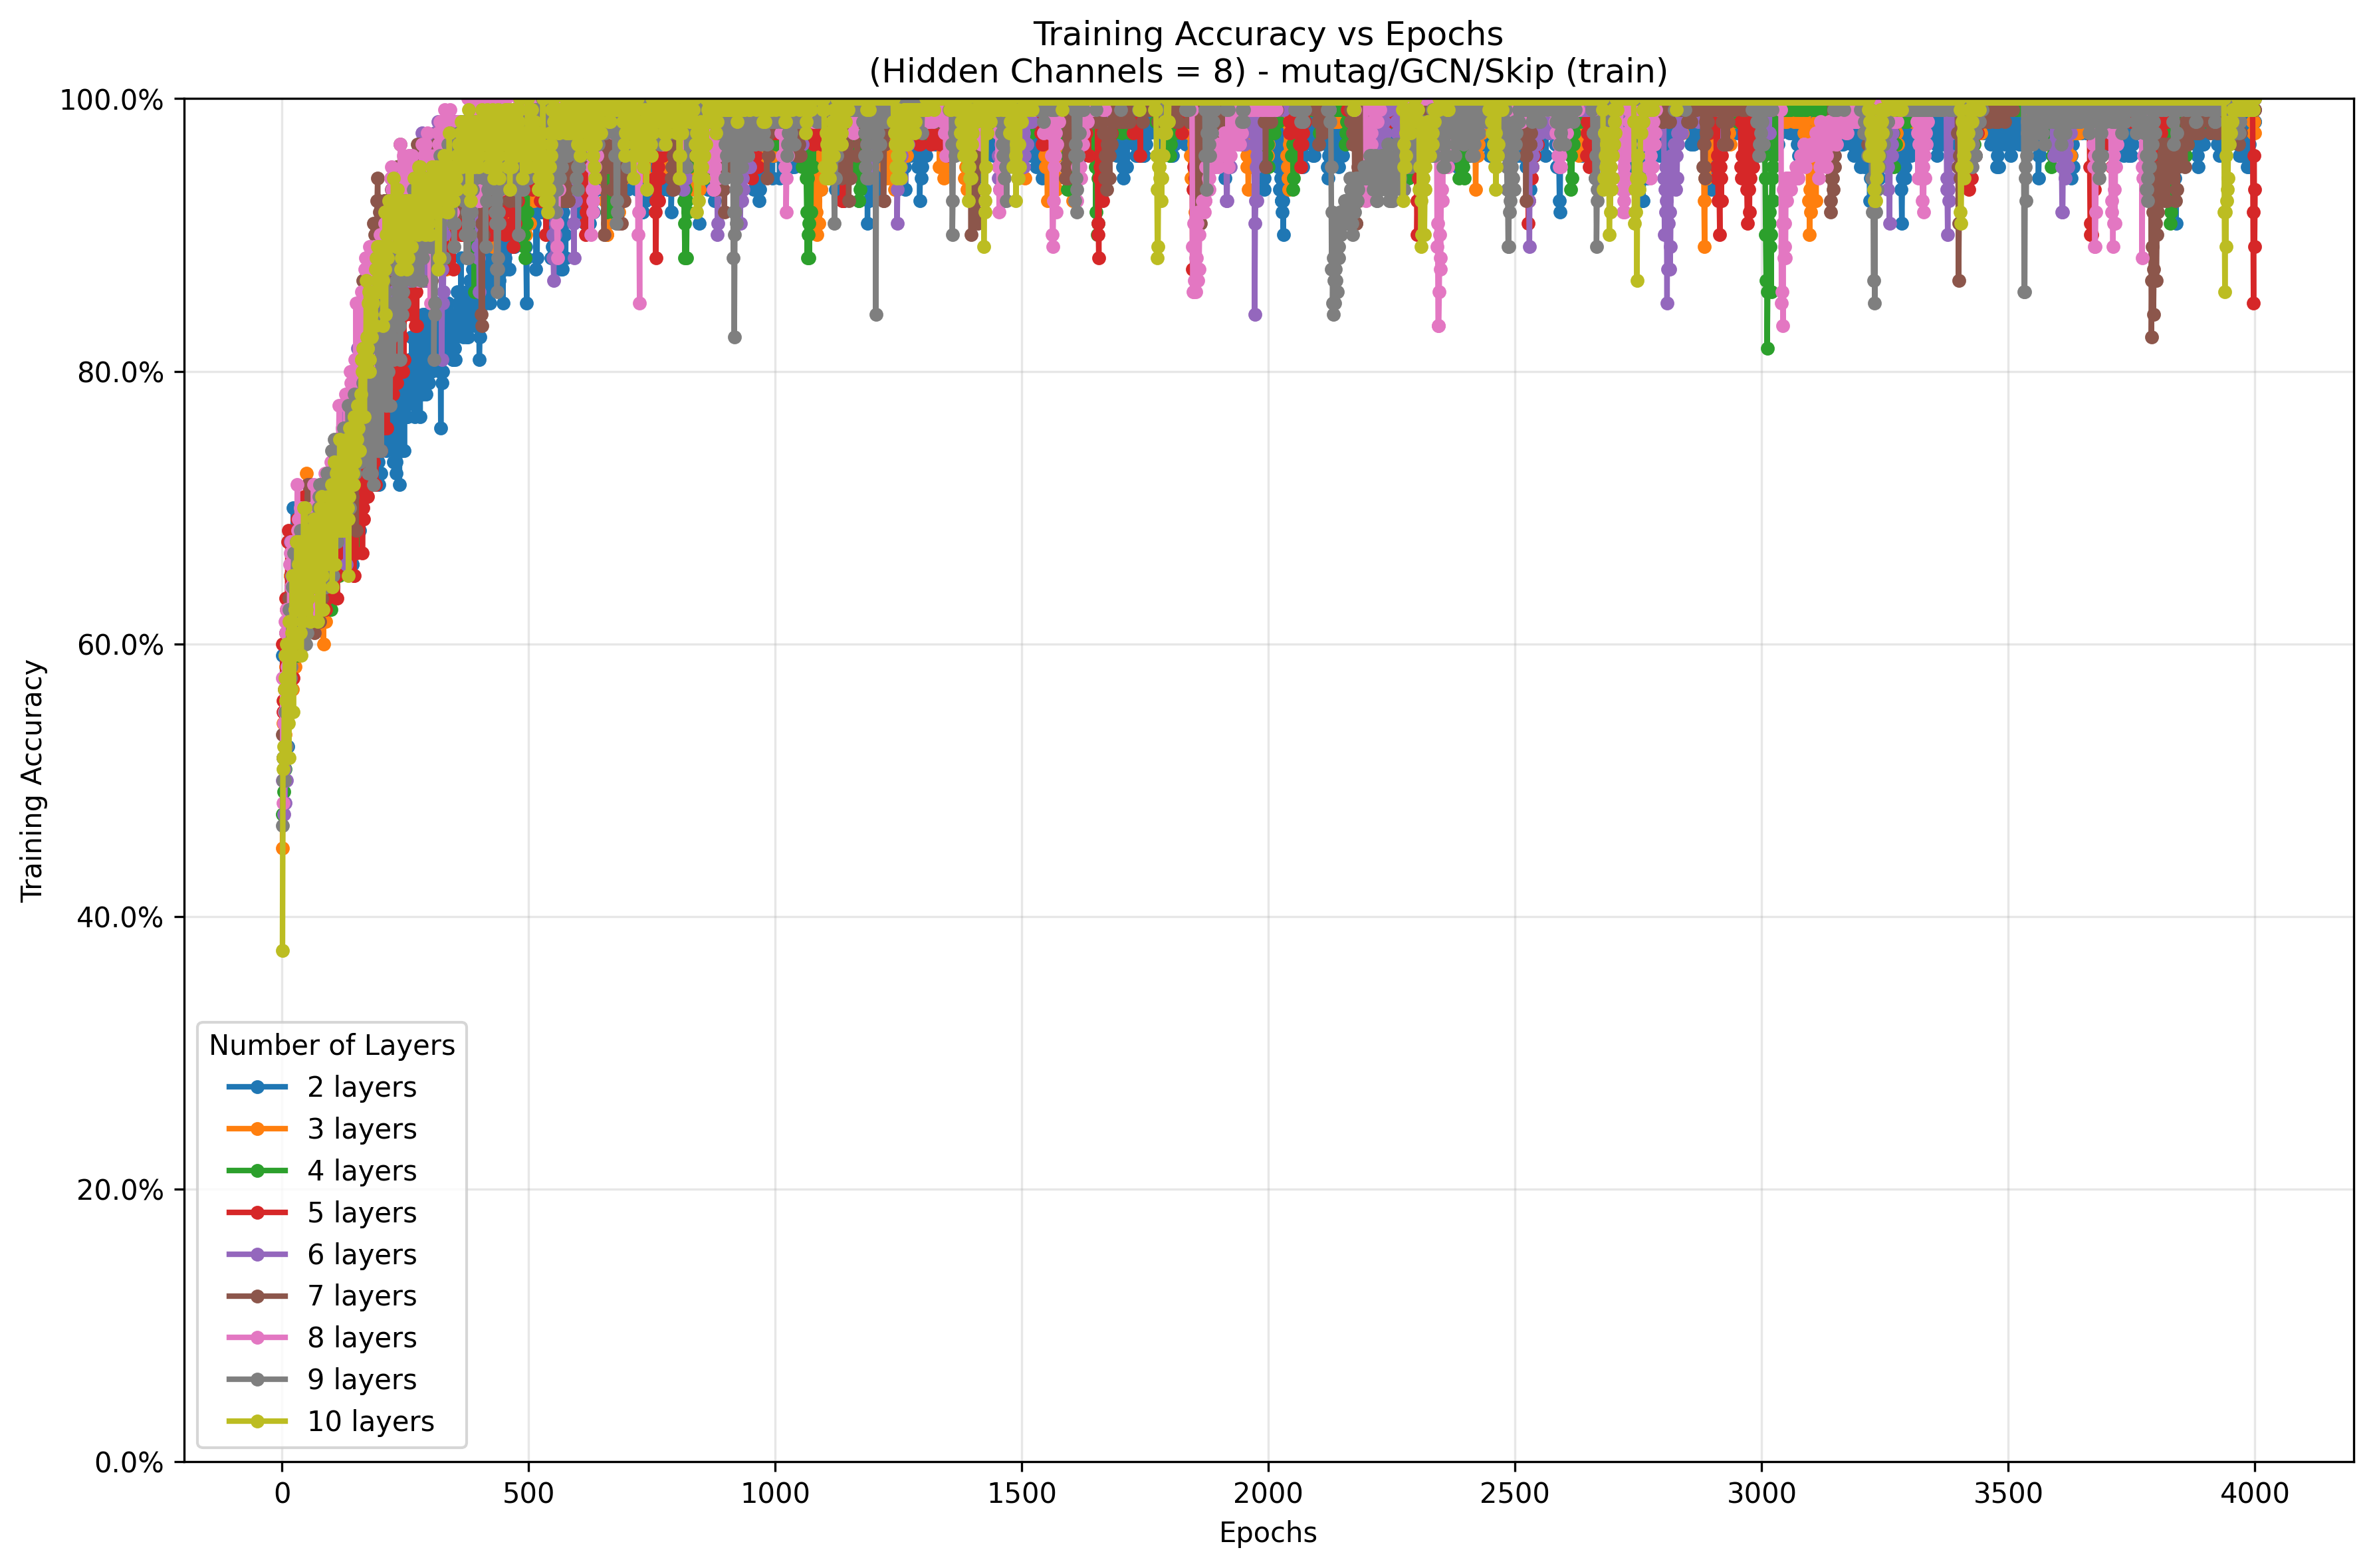 Training Accuracy vs Epochs
(Hidden Channels = 8) - mutag/GCN/Skip (train)
Training Accuracy
100.0%
80.0%
60.0%
40.0%
20.0%
0.0%
Number of Layers
2 layers
3 layers
4 layers
5 layers
6 layers
7 layers
8 layers
9 layers
10 layers
0
500
1000
1500
2000
2500
3000
3500
4000
Epochs